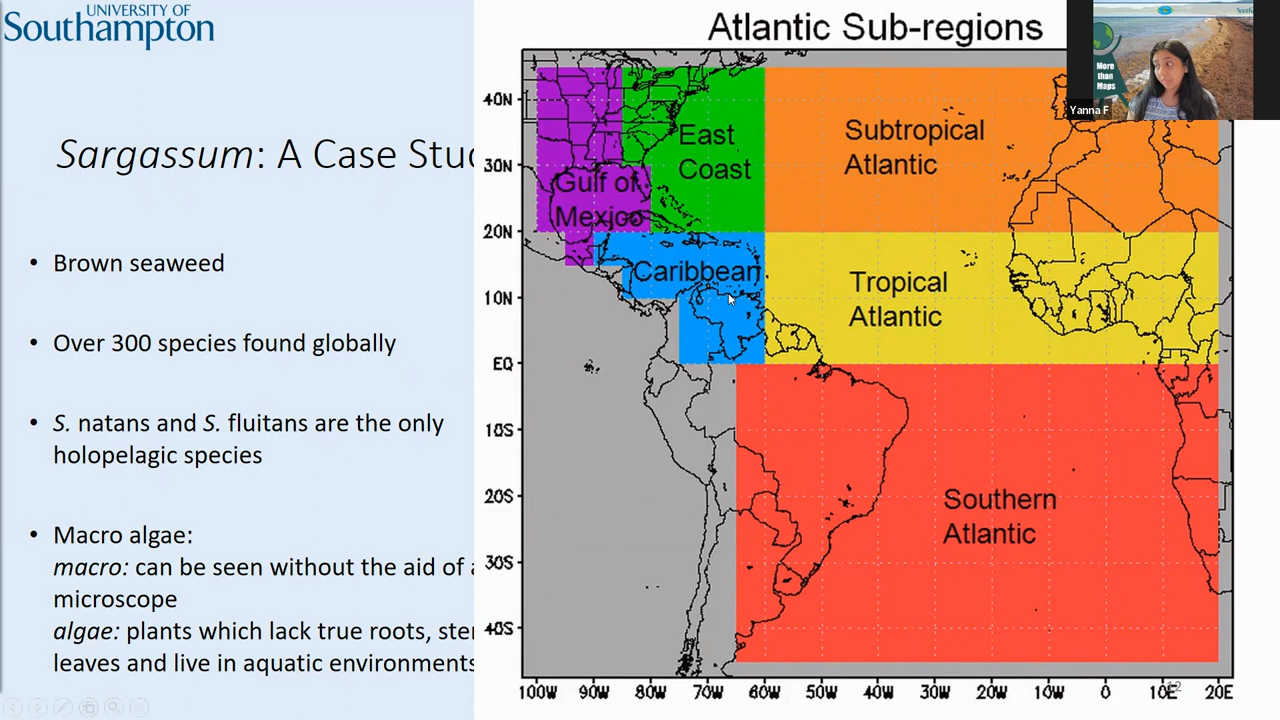 UNIVERSITY OF
Southampton
Sargassum: A Case Stud
• Brown seaweed
• Over 300 species found globally
• S. natans and S. fluitans are the only
holopelagic species
• Macro algae:
macro: can be seen without the aid of a
microscope
algae: plants which lack true roots, ste
leaves and live in aquatic environments
Atlantic Sub-regions
40N
30N
20N
10N
EQ
10S
20S
30S
40S
East
Coast
Subtropical
Atlantic
Gulf of
Mexico
Caribbean
Tropical
Atlantic
Southern
Atlantic
100W 90W 80W 70W 60W 50W 40W 30W 20W 10W 0 10E 20E
12
More
than
Maps
Yanna F